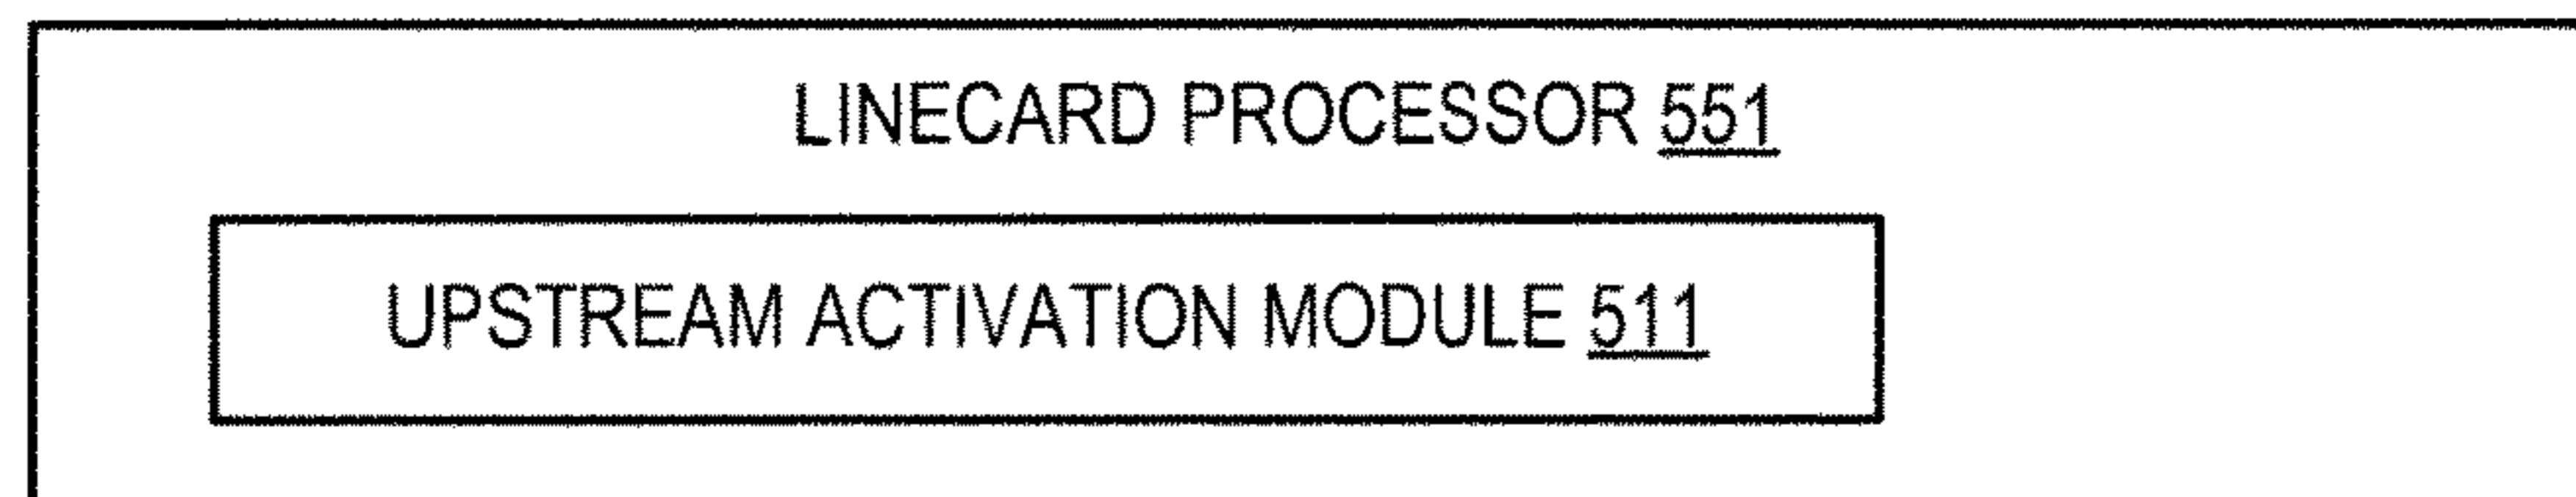 LINECARD PROCESSOR 551
UPSTREAM ACTIVATION MODULE 511